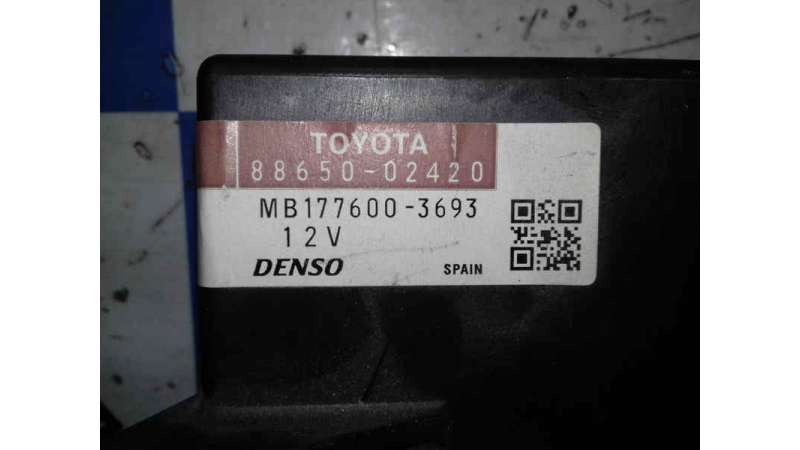 TOYOTA
88650-02420
MB177600-3693
12V
DENSO SPAIN